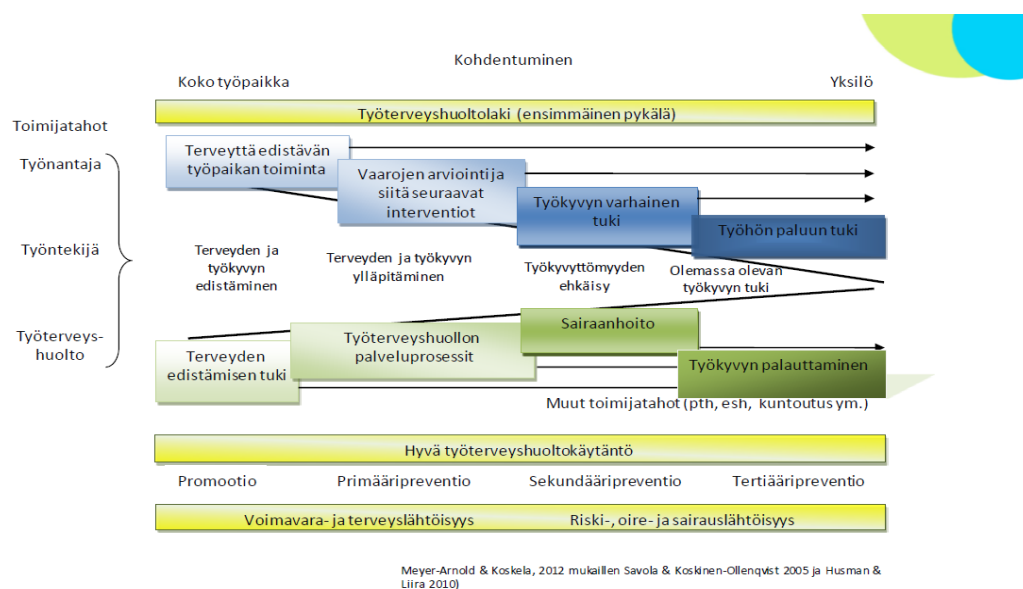 Kohdentuminen
Koko työpaikka
Yksilö
Työterveyshuoltolaki (ensimmäinen pykälä)
Toimijatahot
Työnantaja
Työntekijä
Työterveys-
huolto
Terveyttä edistävän
työpaikan toiminta
Vaarojen arviointi ja
siitä seuraavat
interventiot
Työkyvyn varhainen
tuki
Työhön paluun tuki
Terveyden ja
työkyvyn
edistäminen
Terveyden ja työkyvyn
ylläpitäminen
Työkyvyttömyyden
ehkäisy
Olemassa olevan
työkyvyn tuki
Terveyden
edistämisen tuki
Työterveyshuollon
palveluprosessit
Sairaanhoito
Työkyvyn palauttaminen
Muut toimijatahot (pth, esh, kuntoutus ym.)
Hyvä työterveyshuoltokäytäntö
Promootio
Primääripreventio
Sekundääripreventio
Tertiääripreventio
Voimavara- ja terveyslähtöisyys
Riski-, oire- ja sairauslähtöisyys
Meyer-Arnold & Koskela, 2012 mukaillen Savola & Koskinen-Ollenqvist 2005 ja Husman &
Liira 2010)